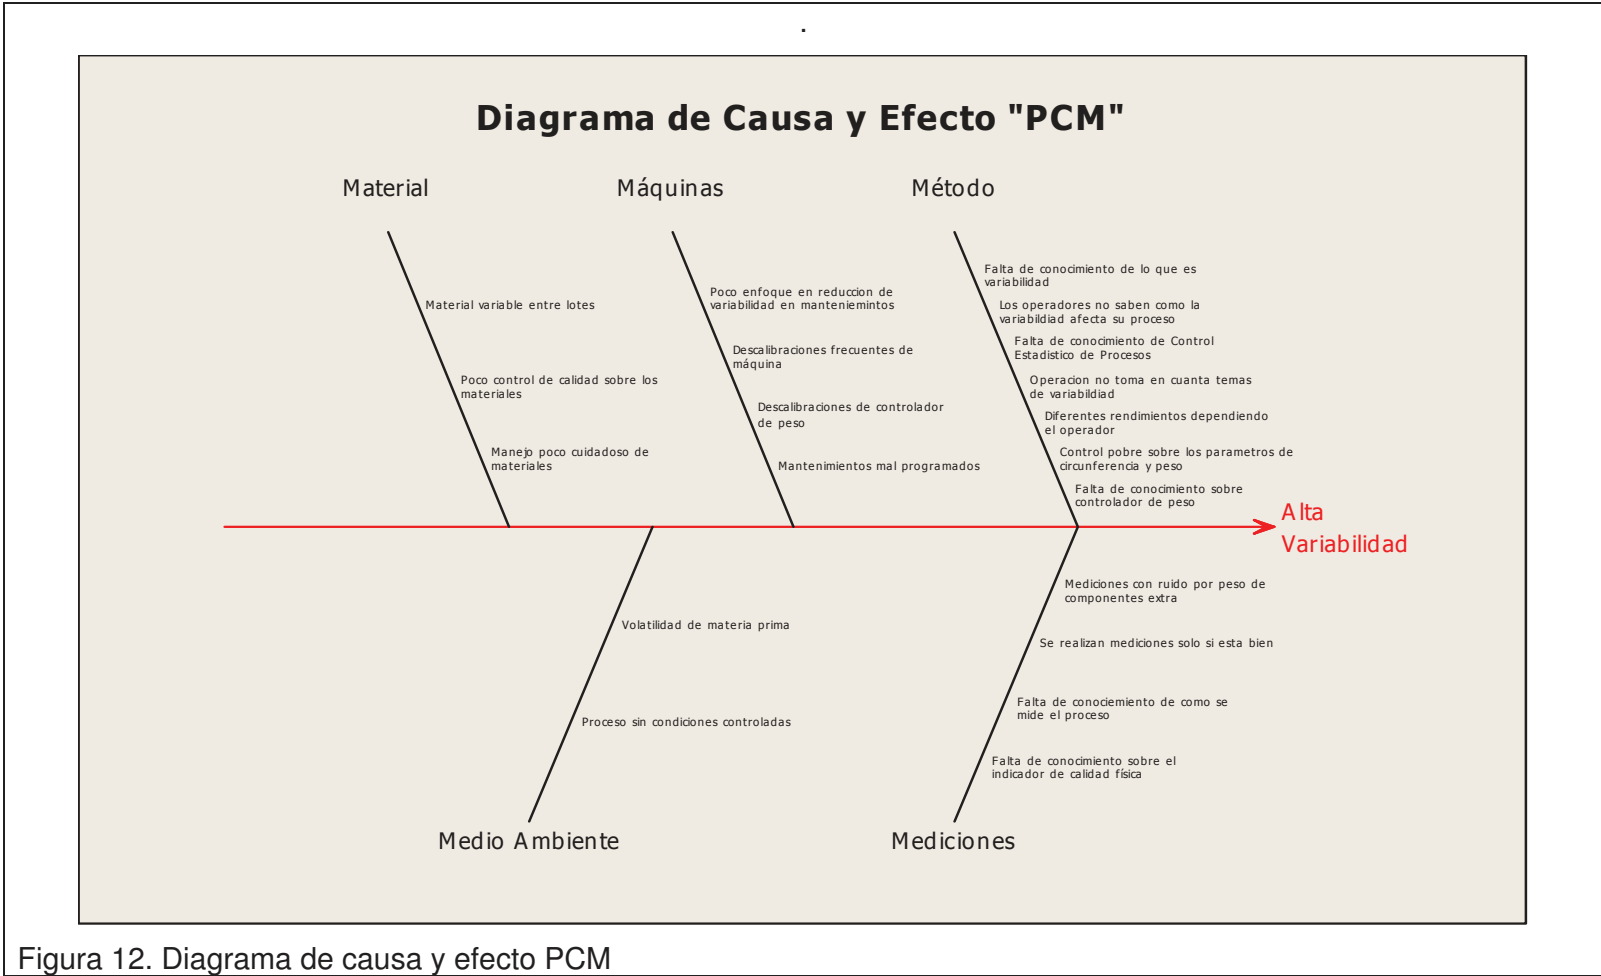 .
Diagrama de Causa y Efecto "PCM"
Material
Máquinas
Método
Material variable entre lotes
Poco control de calidad sobre los
materiales
Manejo poco cuidadoso de
materiales
Poco enfoque en reduccion de
variabilidad en manteniemintos
Descalibraciones frecuentes de
máquina
Descalibraciones de controlador
de peso
Mantenimientos mal programados
Falta de conocimiento de lo que es
variabilidad
Los operadores no saben como la
variabildiad afecta su proceso
Falta de conocimiento de Control
Estadistico de Procesos
Operacion no toma en cuanta temas
de variabildiad
Diferentes rendimientos dependiendo
el operador
Control pobre sobre los parametros de
circunferencia y peso
Falta de conocimiento sobre
controlador de peso
Alta
Variabilidad
Volatilidad de materia prima
Proceso sin condiciones controladas
Mediciones con ruido por peso de
componentes extra
Se realizan mediciones solo si esta bien
Falta de conociemiento de como se
mide el proceso
Falta de conocimiento sobre el
indicador de calidad física
Medio Ambiente
Mediciones
Figura 12. Diagrama de causa y efecto PCM